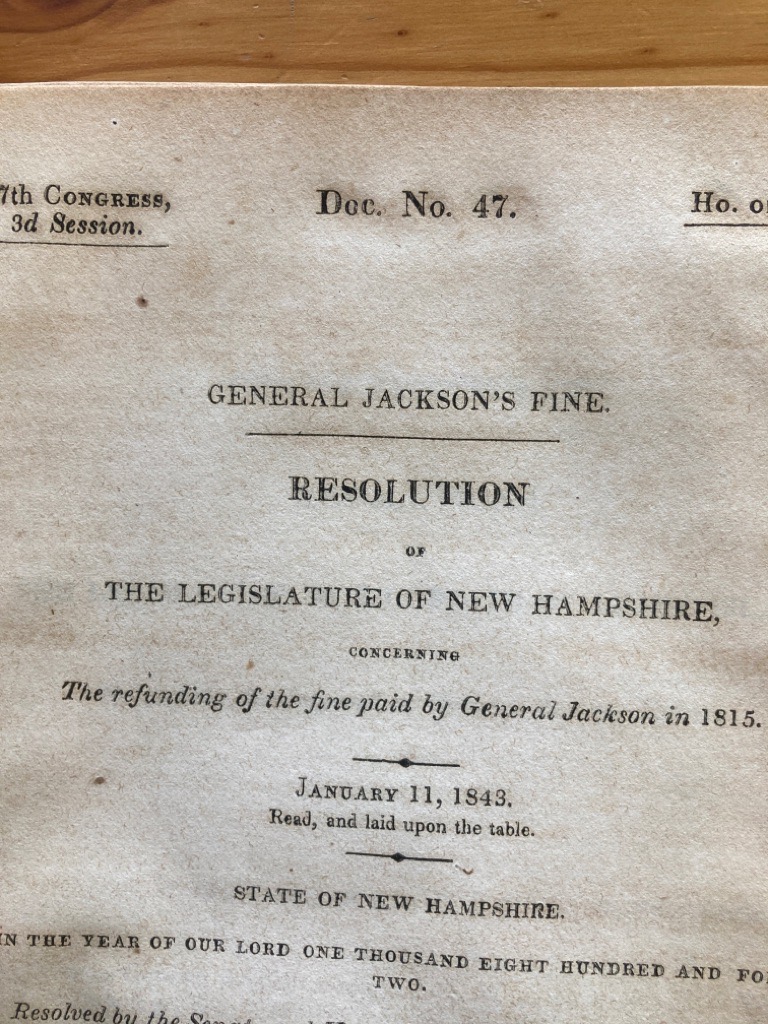 7th CONGRESS,
3d Session.
Doc. No. 47.
Ho. o
GENERAL JACKSON'S FINE.
RESOLUTION
OF
THE LEGISLATURE OF NEW HAMPSHIRE,
CONCERNING
The refunding of the fine paid by General Jackson in 1815.
JANUARY 11, 1843.
Read, and laid upon the table.
STATE OF NEW HAMPSHIRE.
IN THE YEAR OF OUR LORD ONE THOUSAND EIGHT HUNDRED AND FO
TWO.
Resolved by the